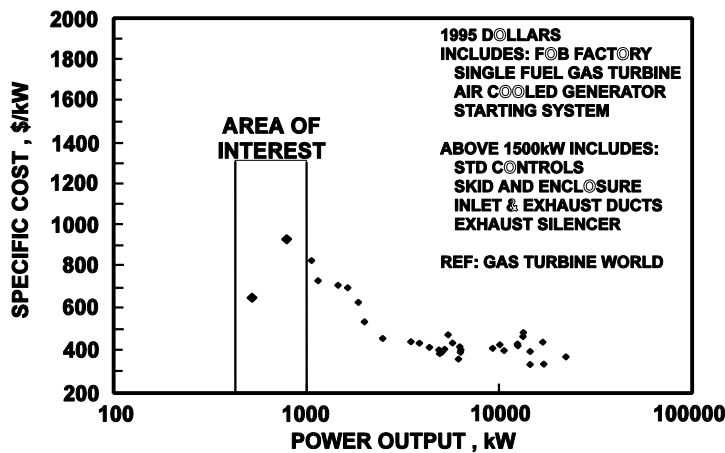 2000
1800
1600
1400
1200
1000
800
600
400
200
SPECIFIC COST , $/kW
100
1000
10000
100000
POWER OUTPUT , kW
AREA OF
INTEREST
1995 DOLLARS
INCLUDES: FOB FACTORY
SINGLE FUEL GAS TURBINE
AIR COOLED GENERATOR
STARTING SYSTEM
ABOVE 1500kW INCLUDES:
STD CONTROLS
SKID AND ENCLOSURE
INLET & EXHAUST DUCTS
EXHAUST SILENCER
REF: GAS TURBINE WORLD